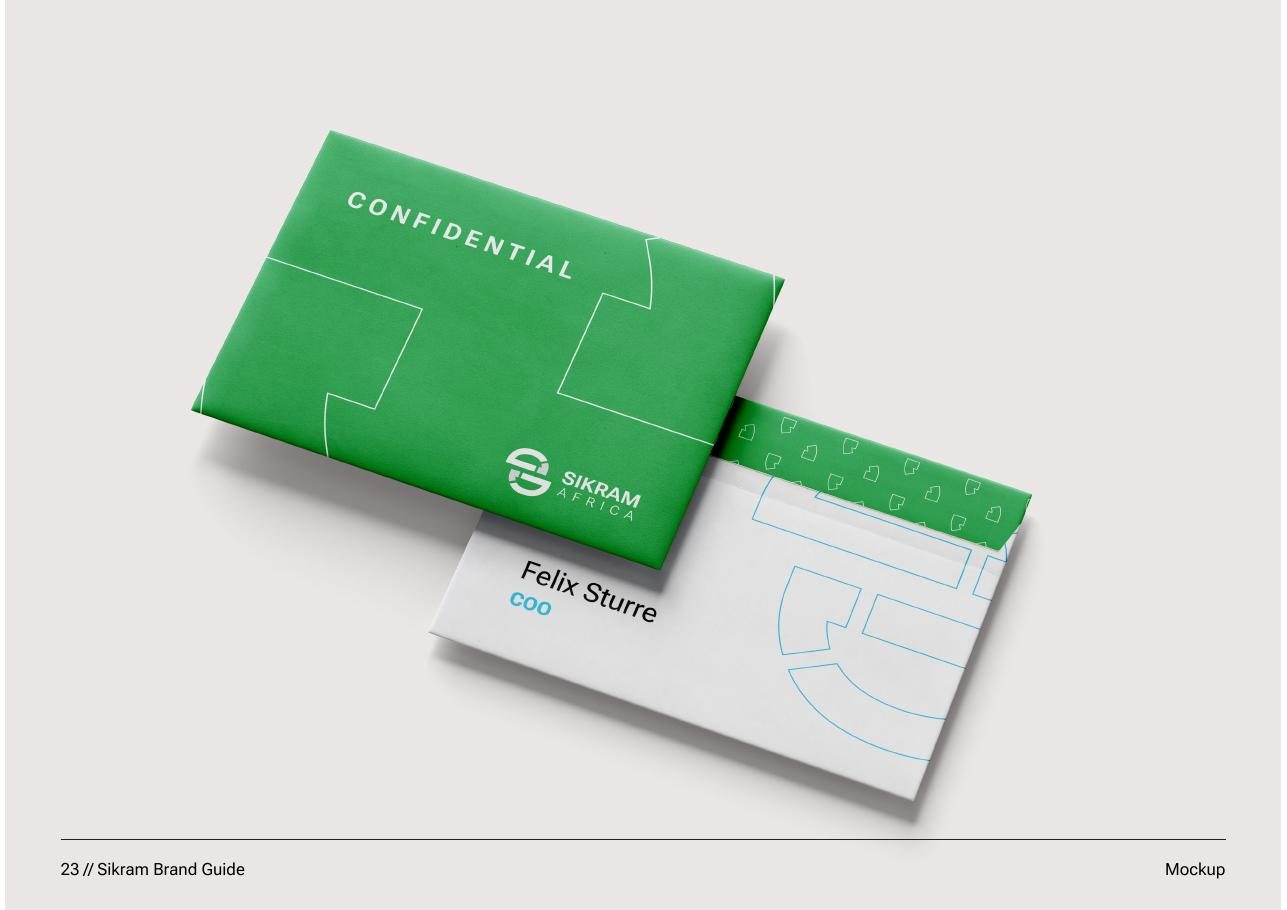 CONFIDENTIAL
SIKRAM
AFRICA
Felix Sturre
COO
23 // Sikram Brand Guide
Mockup